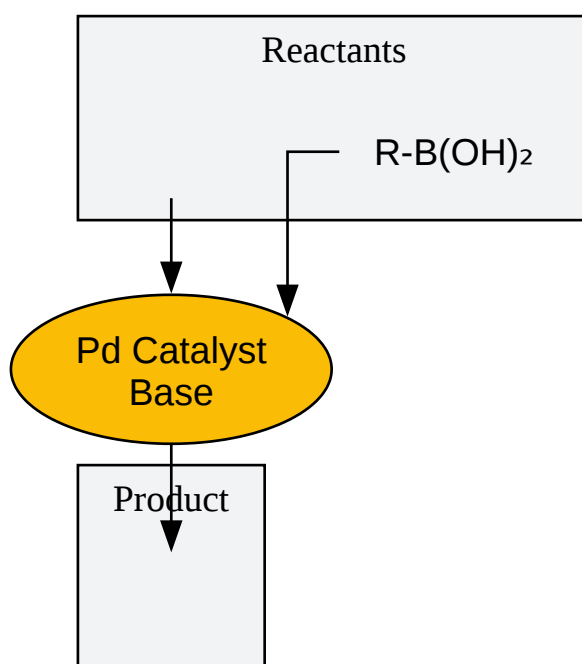 Reactants
R-B(OH)₂
Pd Catalyst
Base
Product